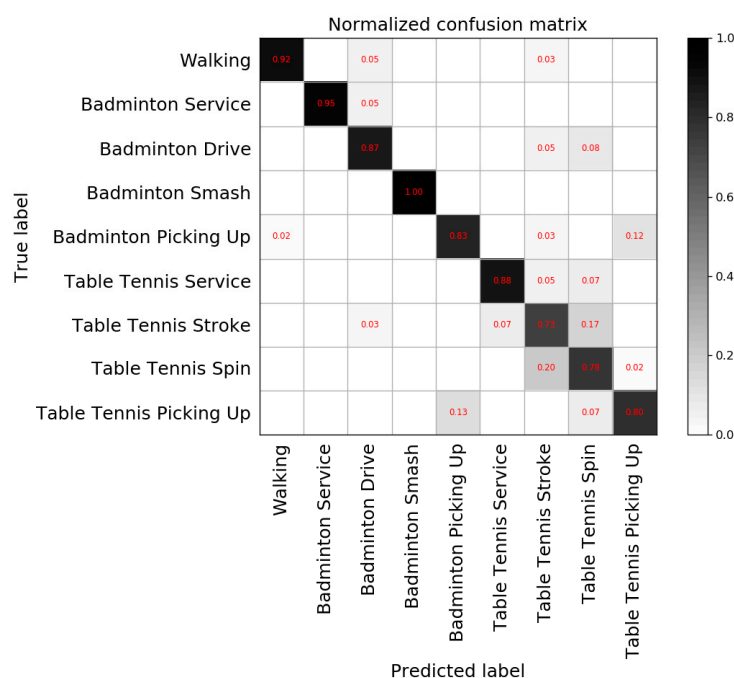 Normalized confusion matrix
True label
Walking 0.92 0.05 0.03
Badminton Service 0.95 0.05
Badminton Drive 0.87 0.05 0.08
Badminton Smash 1.00
Badminton Picking Up 0.02 0.83 0.03 0.12
Table Tennis Service 0.88 0.05 0.07
Table Tennis Stroke 0.03 0.07 0.73 0.17
Table Tennis Spin 0.20 0.78 0.02
Table Tennis Picking Up 0.13 0.07 0.80
Walking
Badminton Service
Badminton Drive
Badminton Smash
Badminton Picking Up
Table Tennis Service
Table Tennis Stroke
Table Tennis Spin
Table Tennis Picking Up
Predicted label
1.0
0.8
0.6
0.4
0.2
0.0